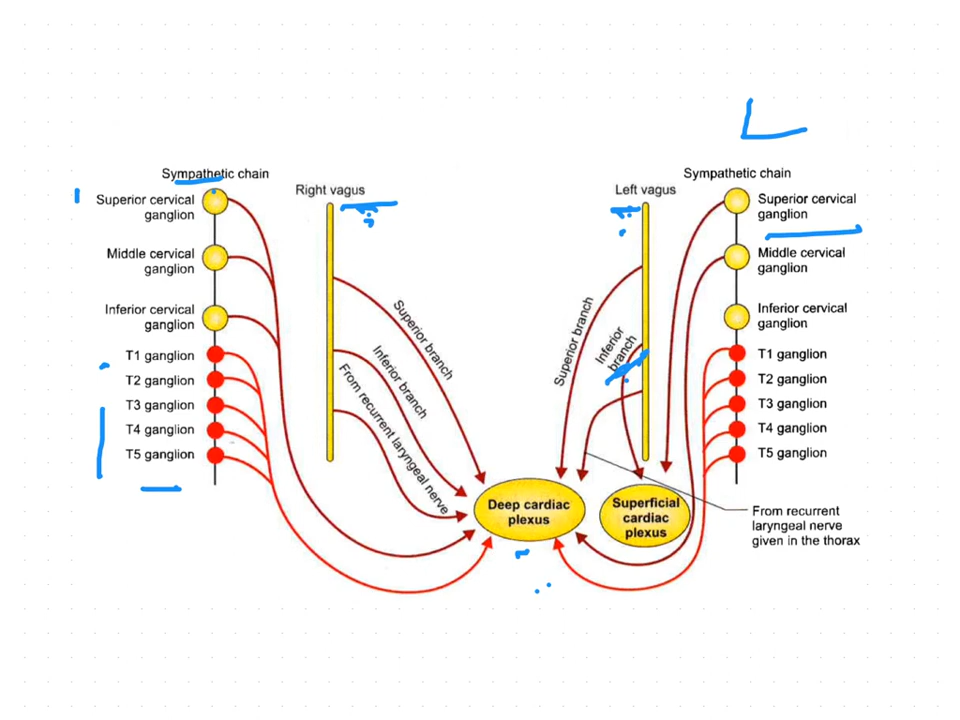 Sympathetic chain
Superior cervical
ganglion
Middle cervical
ganglion
Inferior cervical
ganglion
T1 ganglion
T2 ganglion
T3 ganglion
T4 ganglion
T5 ganglion
Right vagus
Superior branch
Inferior branch
From recurrent laryngeal nerve
Left vagus
Superior branch
Inferior
branch
Deep cardiac
plexus
Superficial
cardiac
plexus
Sympathetic chain
Superior cervical
ganglion
Middle cervical
ganglion
Inferior cervical
ganglion
T1 ganglion
T2 ganglion
T3 ganglion
T4 ganglion
T5 ganglion
From recurrent
laryngeal nerve
given in the thorax